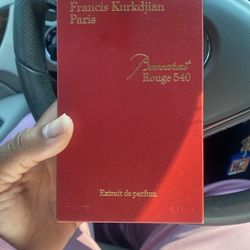 Francis Kurkdjian
Paris
Baccarat
Rouge 540
Extrait de parfum